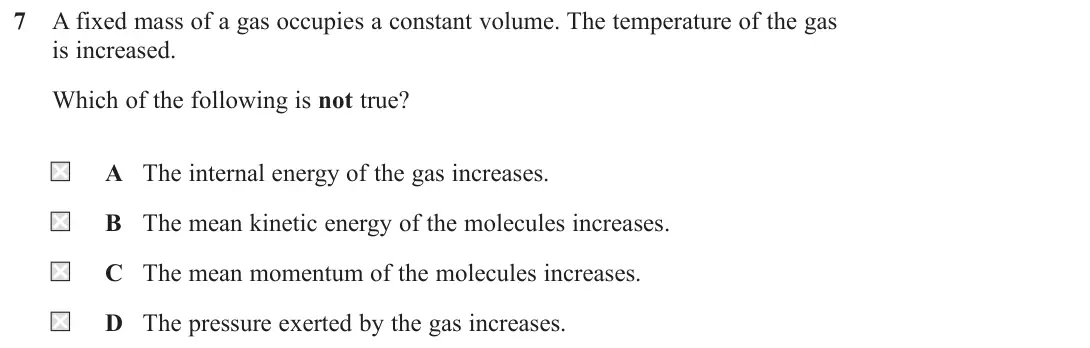 7 A fixed mass of a gas occupies a constant volume. The temperature of the gas
is increased.
Which of the following is not true?
A The internal energy of the gas increases.
B The mean kinetic energy of the molecules increases.
C The mean momentum of the molecules increases.
D The pressure exerted by the gas increases.